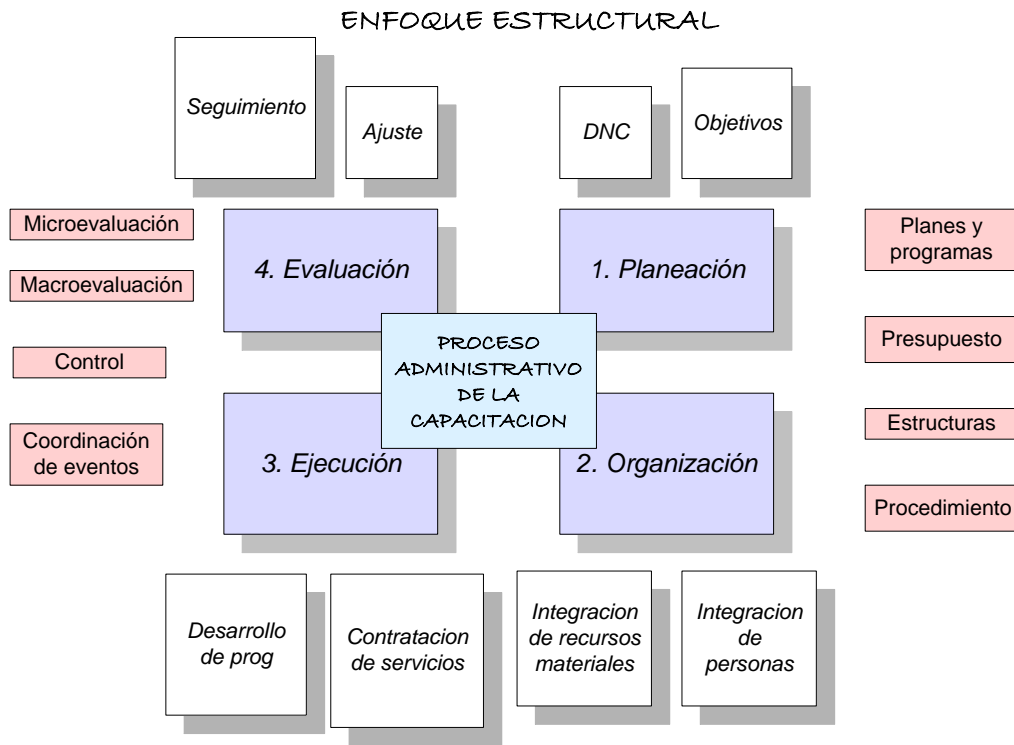 ENFOQUE ESTRUCTURAL
Seguimiento
Ajuste
DNC
Objetivos
Microevaluación
Macroevaluación
Control
Coordinación
de eventos
4. Evaluación
1. Planeación
PROCESO
ADMINISTRATIVO
DE LA
CAPACITACION
3. Ejecución
2. Organización
Planes y
programas
Presupuesto
Estructuras
Procedimiento
Desarrollo
de prog
Contratacion
de servicios
Integracion
de recursos
materiales
Integracion
de
personas